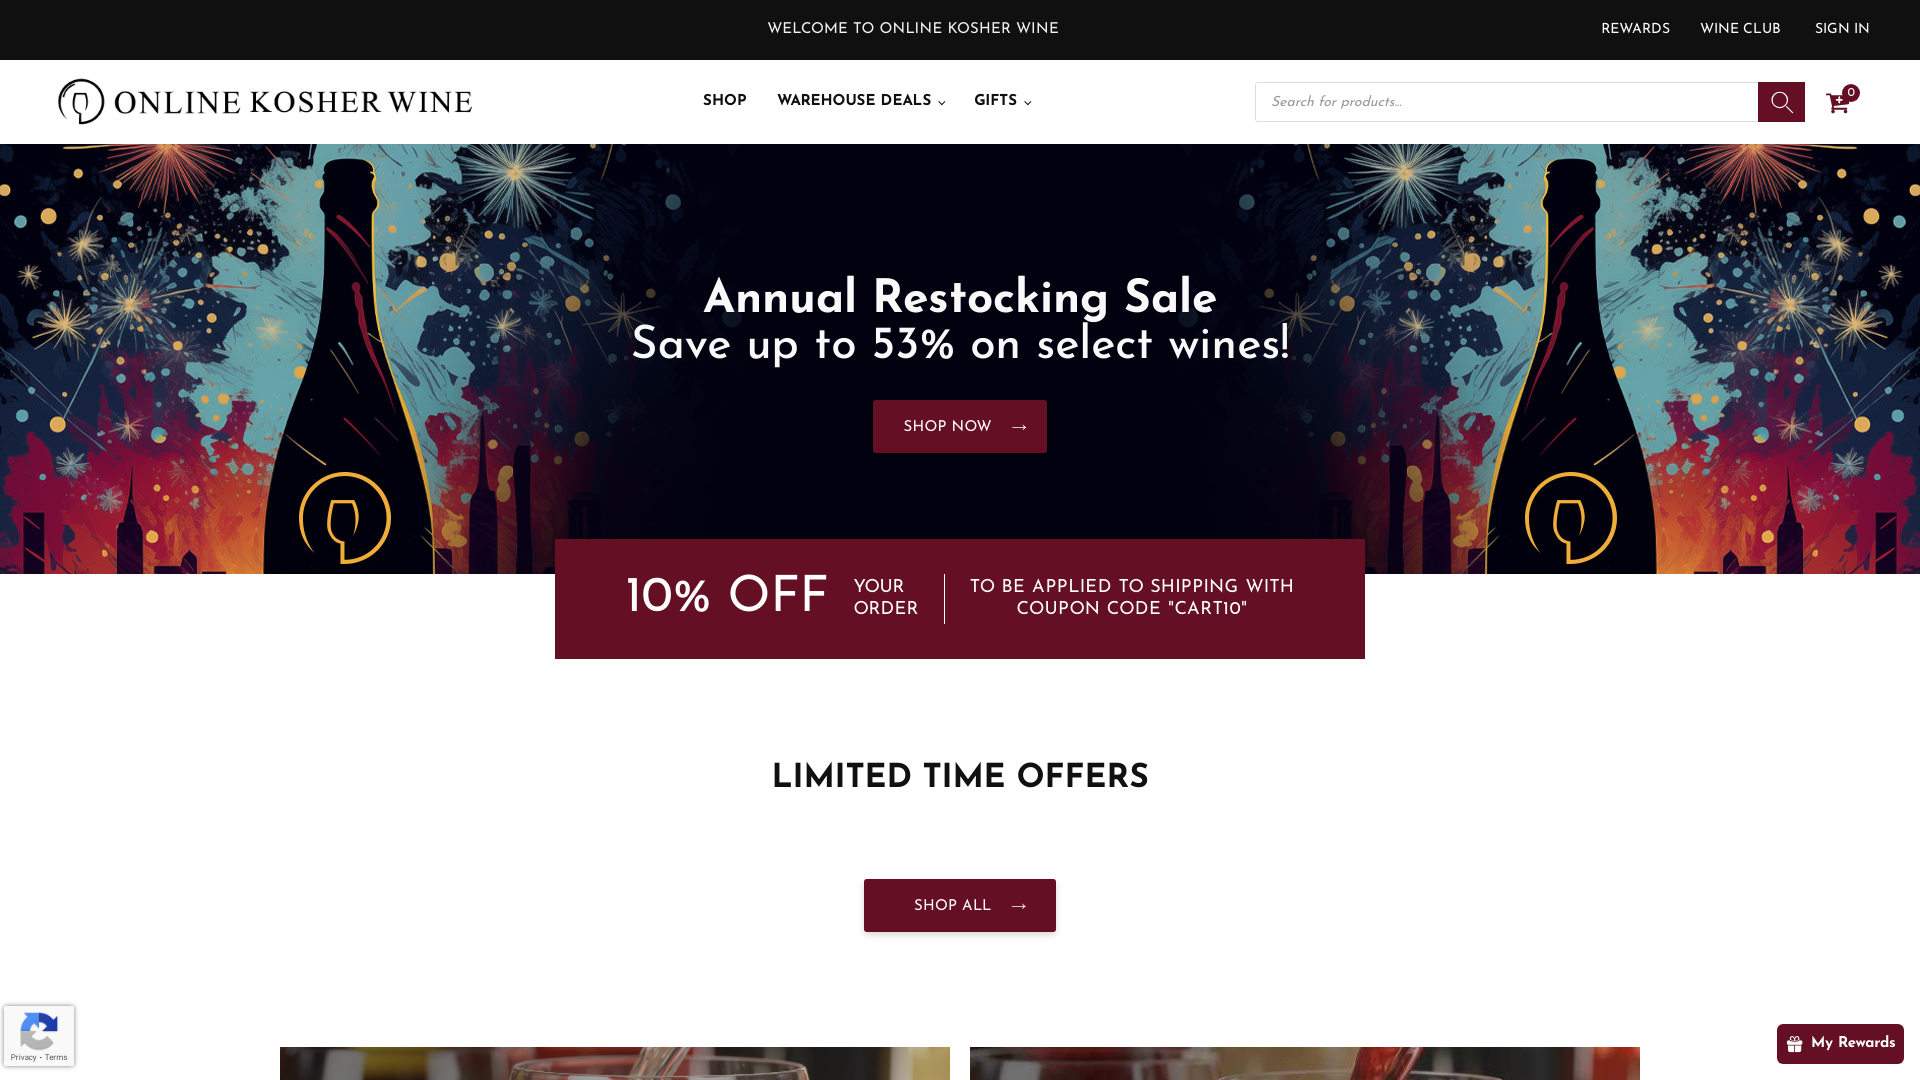 WELCOME TO ONLINE KOSHER WINE
REWARDS
WINE CLUB
SIGN IN
ONLINE KOSHER WINE
SHOP
WAREHOUSE DEALS
GIFTS
Search for products...
0
Annual Restocking Sale
Save up to 53% on select wines!
SHOP NOW →
10% OFF
YOUR
ORDER
TO BE APPLIED TO SHIPPING WITH
COUPON CODE "CART10"
LIMITED TIME OFFERS
SHOP ALL →
Privacy - Terms
My Rewards